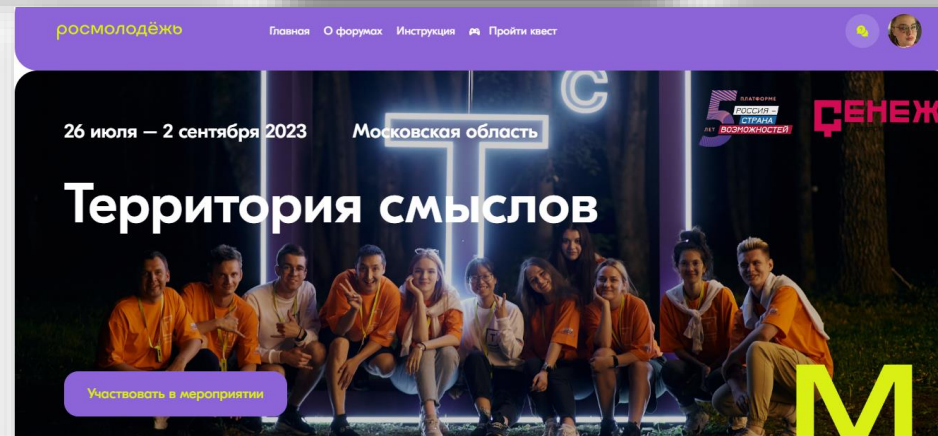 росмолодёжь
Главная О форумах Инструкция Пройти квест
26 июля — 2 сентября 2023 Московская область
Территория смыслов
Т
С
5 ЛЕТ
ПЛАТФОРМЕ
РОССИЯ –
СТРАНА
ВОЗМОЖНОСТЕЙ
СЕНЕЖ
Участвовать в мероприятии
М